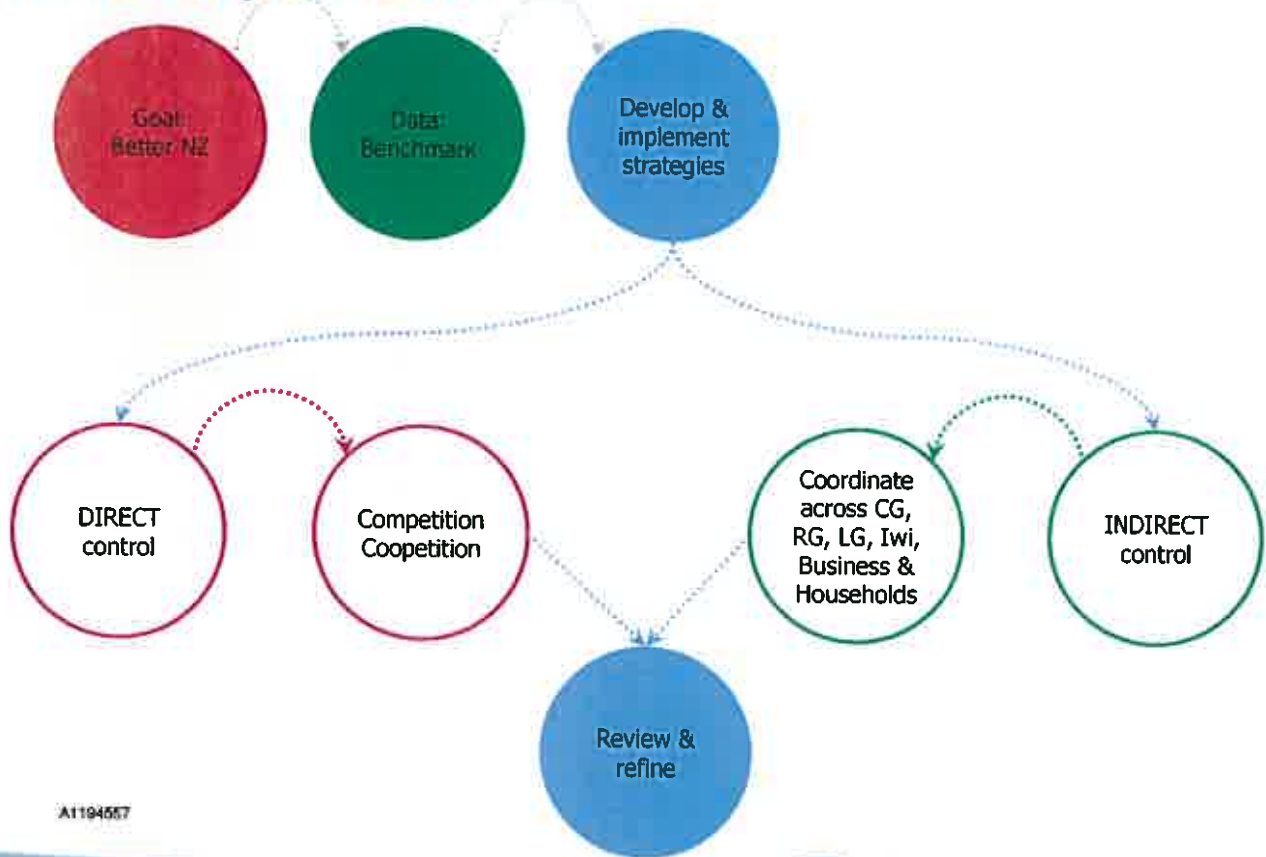 Goal:
Better NZ
Data:
Benchmark
Develop &
implement
strategies
DIRECT
control
Competition
Coopetition
Coordinate
across CG,
RG, LG, Iwi,
Business &
Households
INDIRECT
control
Review &
refine
A1194557